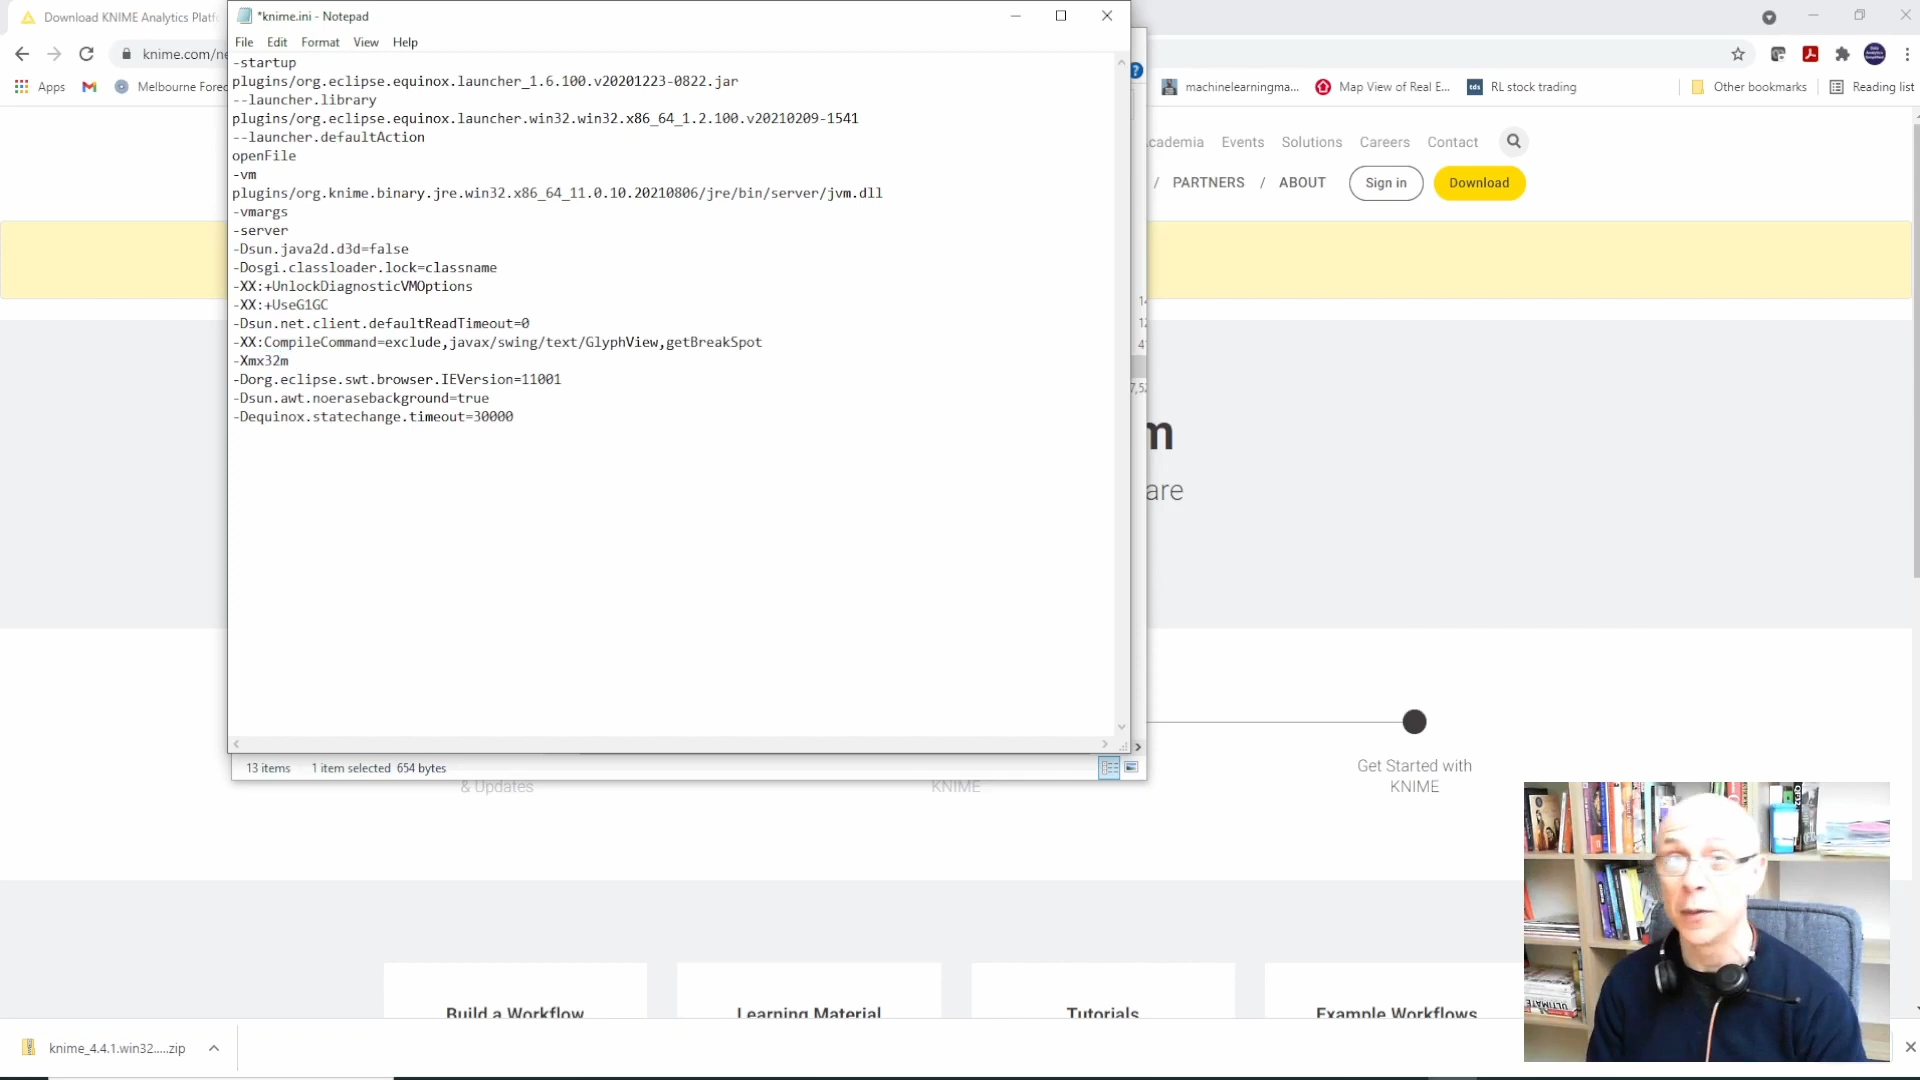 Download KNIME Analytics Platf
*knime.ini - Notepad
File Edit Format View Help
knime.com/ne
Apps
Melbourne Fored
machinelearningma...
Map View of Real E...
tds
RL stock trading
Other bookmarks
Reading list
-startup
plugins/org.eclipse.equinox.launcher_1.6.100.v20201223-0822.jar
--launcher.library
plugins/org.eclipse.equinox.launcher.win32.win32.x86_64_1.2.100.v20210209-1541
--launcher.defaultAction
openFile
-vm
plugins/org.knime.binary.jre.win32.x86_64_11.0.10.20210806/jre/bin/server/jvm.dll
-vmargs
-server
-Dsun.java2d.d3d=false
-Dosgi.classloader.lock=classname
-XX:+UnlockDiagnosticVMOptions
-XX:+UseG1GC
-Dsun.net.client.defaultReadTimeout=0
-XX:CompileCommand=exclude,javax/swing/text/GlyphView,getBreakSpot
-Xmx32m
-Dorg.eclipse.swt.browser.IEVersion=11001
-Dsun.awt.noerasebackground=true
-Dequinox.statechange.timeout=30000
cademia Events Solutions Careers Contact
/ PARTNERS / ABOUT Sign in Download
m
are
13 items 1 item selected 654 bytes
& Updates
KNIME
Get Started with
KNIME
Build a Workflow
Learning Material
Tutorials
Example Workflows
knime_4.4.1.win32.....zip